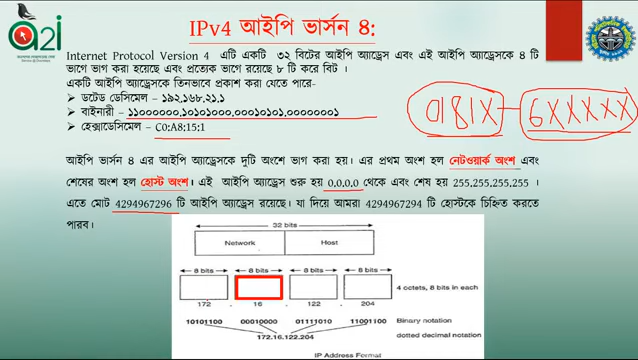 a2i
IPv4 আইপি ভার্সন ৪:
Internet Protocol Version 4 এটি একটি ৩২ বিটের আইপি অ্যাড্রেস এবং এই আইপি অ্যাড্রেসকে ৪ টি
ভাগে ভাগ করা হয়েছে এবং প্রত্যেক ভাগে রয়েছে ৮ টি করে বিট ।
একটি আইপি অ্যাড্রেসকে তিনভাবে প্রকাশ করা যেতে পারে-
➢ ডটেড ডেসিমেল - ১৯২.১৬৮.২১.১
➢ বাইনারী - ১১০০০০০০.১০১০১০০০.০০০১০১০১.০০০০০০০১
➢ হেক্সাডেসিমেল - C0:A8:15:1
0181X - 6XXXXX
আইপি ভার্সন ৪ এর আইপি অ্যাড্রেসকে দুটি অংশে ভাগ করা হয়। এর প্রথম অংশ হল নেটওয়ার্ক অংশ এবং
শেষের অংশ হল হোস্ট অংশ । এই আইপি অ্যাড্রেস শুরু হয় 0,0,0,0 থেকে এবং শেষ হয় 255,255,255,255 ।
এতে মোট 4294967296 টি আইপি অ্যাড্রেস রয়েছে। যা দিয়ে আমরা 4294967294 টি হোস্টকে চিহ্নিত করতে
পারব।
32 bits
Network Host
8 bits 8 bits 8 bits 8 bits
4 octets, 8 bits in each
172 . 16 . 122 . 204
10101100 00010000 01111010 11001100 Binary notation
172.16.122.204 dotted decimal notation
IP Address Format